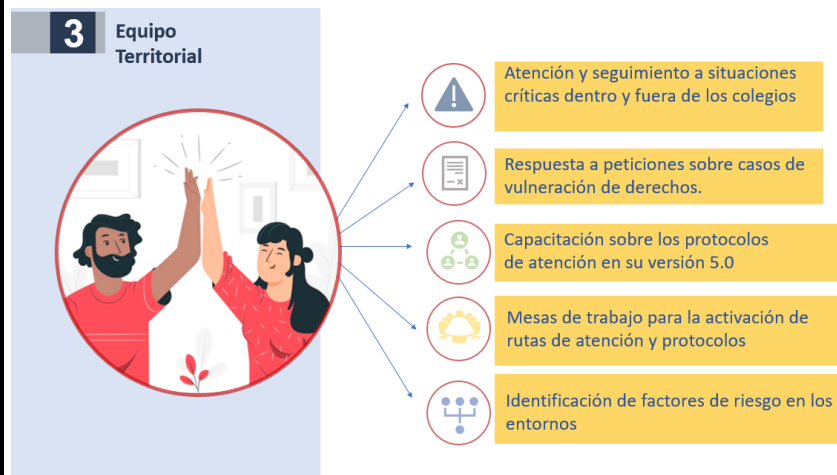 3
Equipo
Territorial
Atención y seguimiento a situaciones
críticas dentro y fuera de los colegios
Respuesta a peticiones sobre casos de
vulneración de derechos.
Capacitación sobre los protocolos
de atención en su versión 5.0
Mesas de trabajo para la activación de
rutas de atención y protocolos
Identificación de factores de riesgo en los
entornos